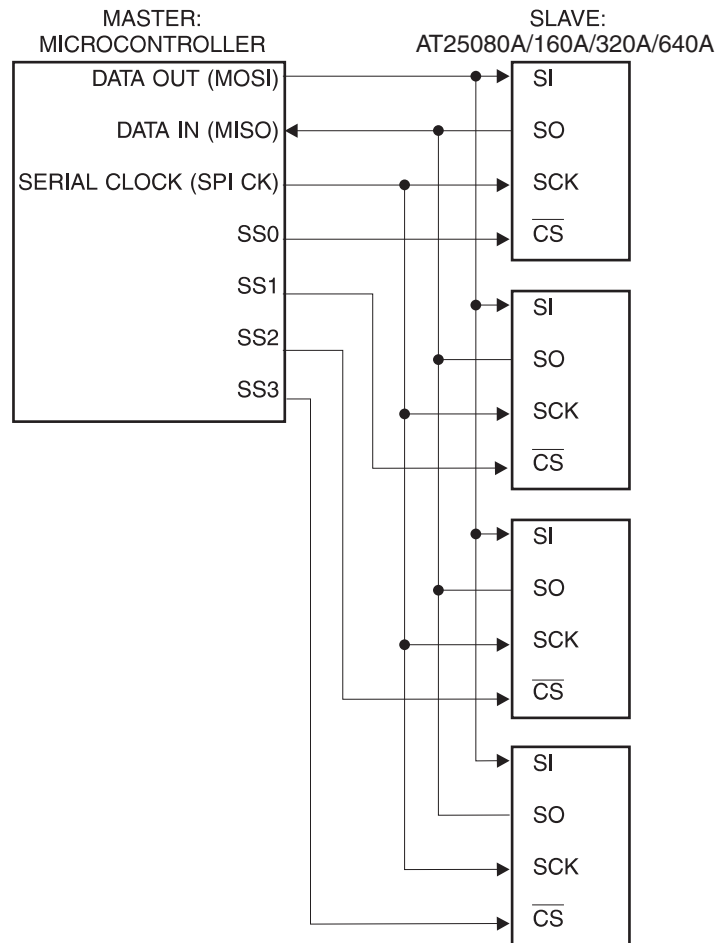 MASTER:
MICROCONTROLLER
SLAVE:
AT25080A/160A/320A/640A
DATA OUT (MOSI)
DATA IN (MISO)
SERIAL CLOCK (SPI CK)
SS0
SS1
SS2
SS3
SI
SO
SCK
CS
SI
SO
SCK
CS
SI
SO
SCK
CS
SI
SO
SCK
CS